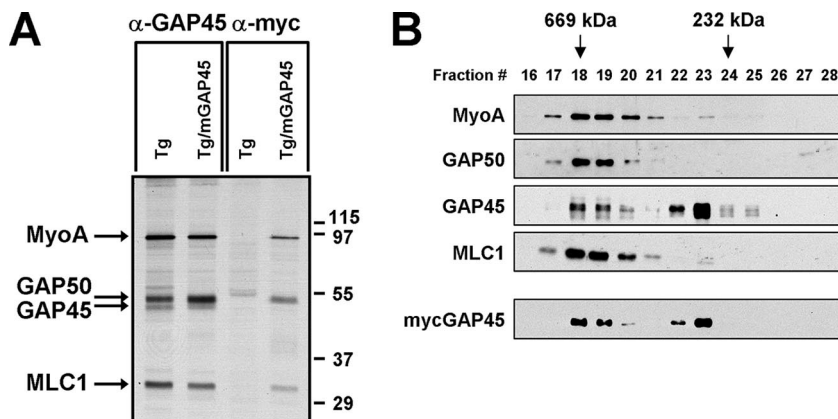 A
α-GAP45 α-myc
Tg
Tg/mGAP45
Tg
Tg/mGAP45
MyoA
GAP50
GAP45
MLC1
115
97
55
37
29
B
669 kDa 232 kDa
Fraction # 16 17 18 19 20 21 22 23 24 25 26 27 28
MyoA
GAP50
GAP45
MLC1
mycGAP45